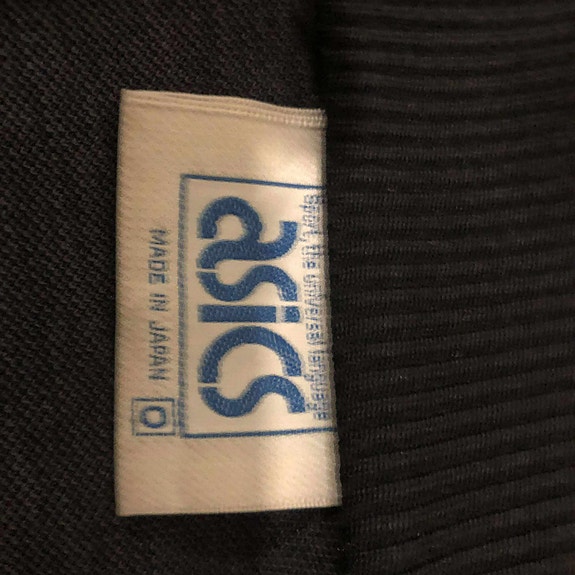 Sport, the universal language
asics
MADE IN JAPAN O